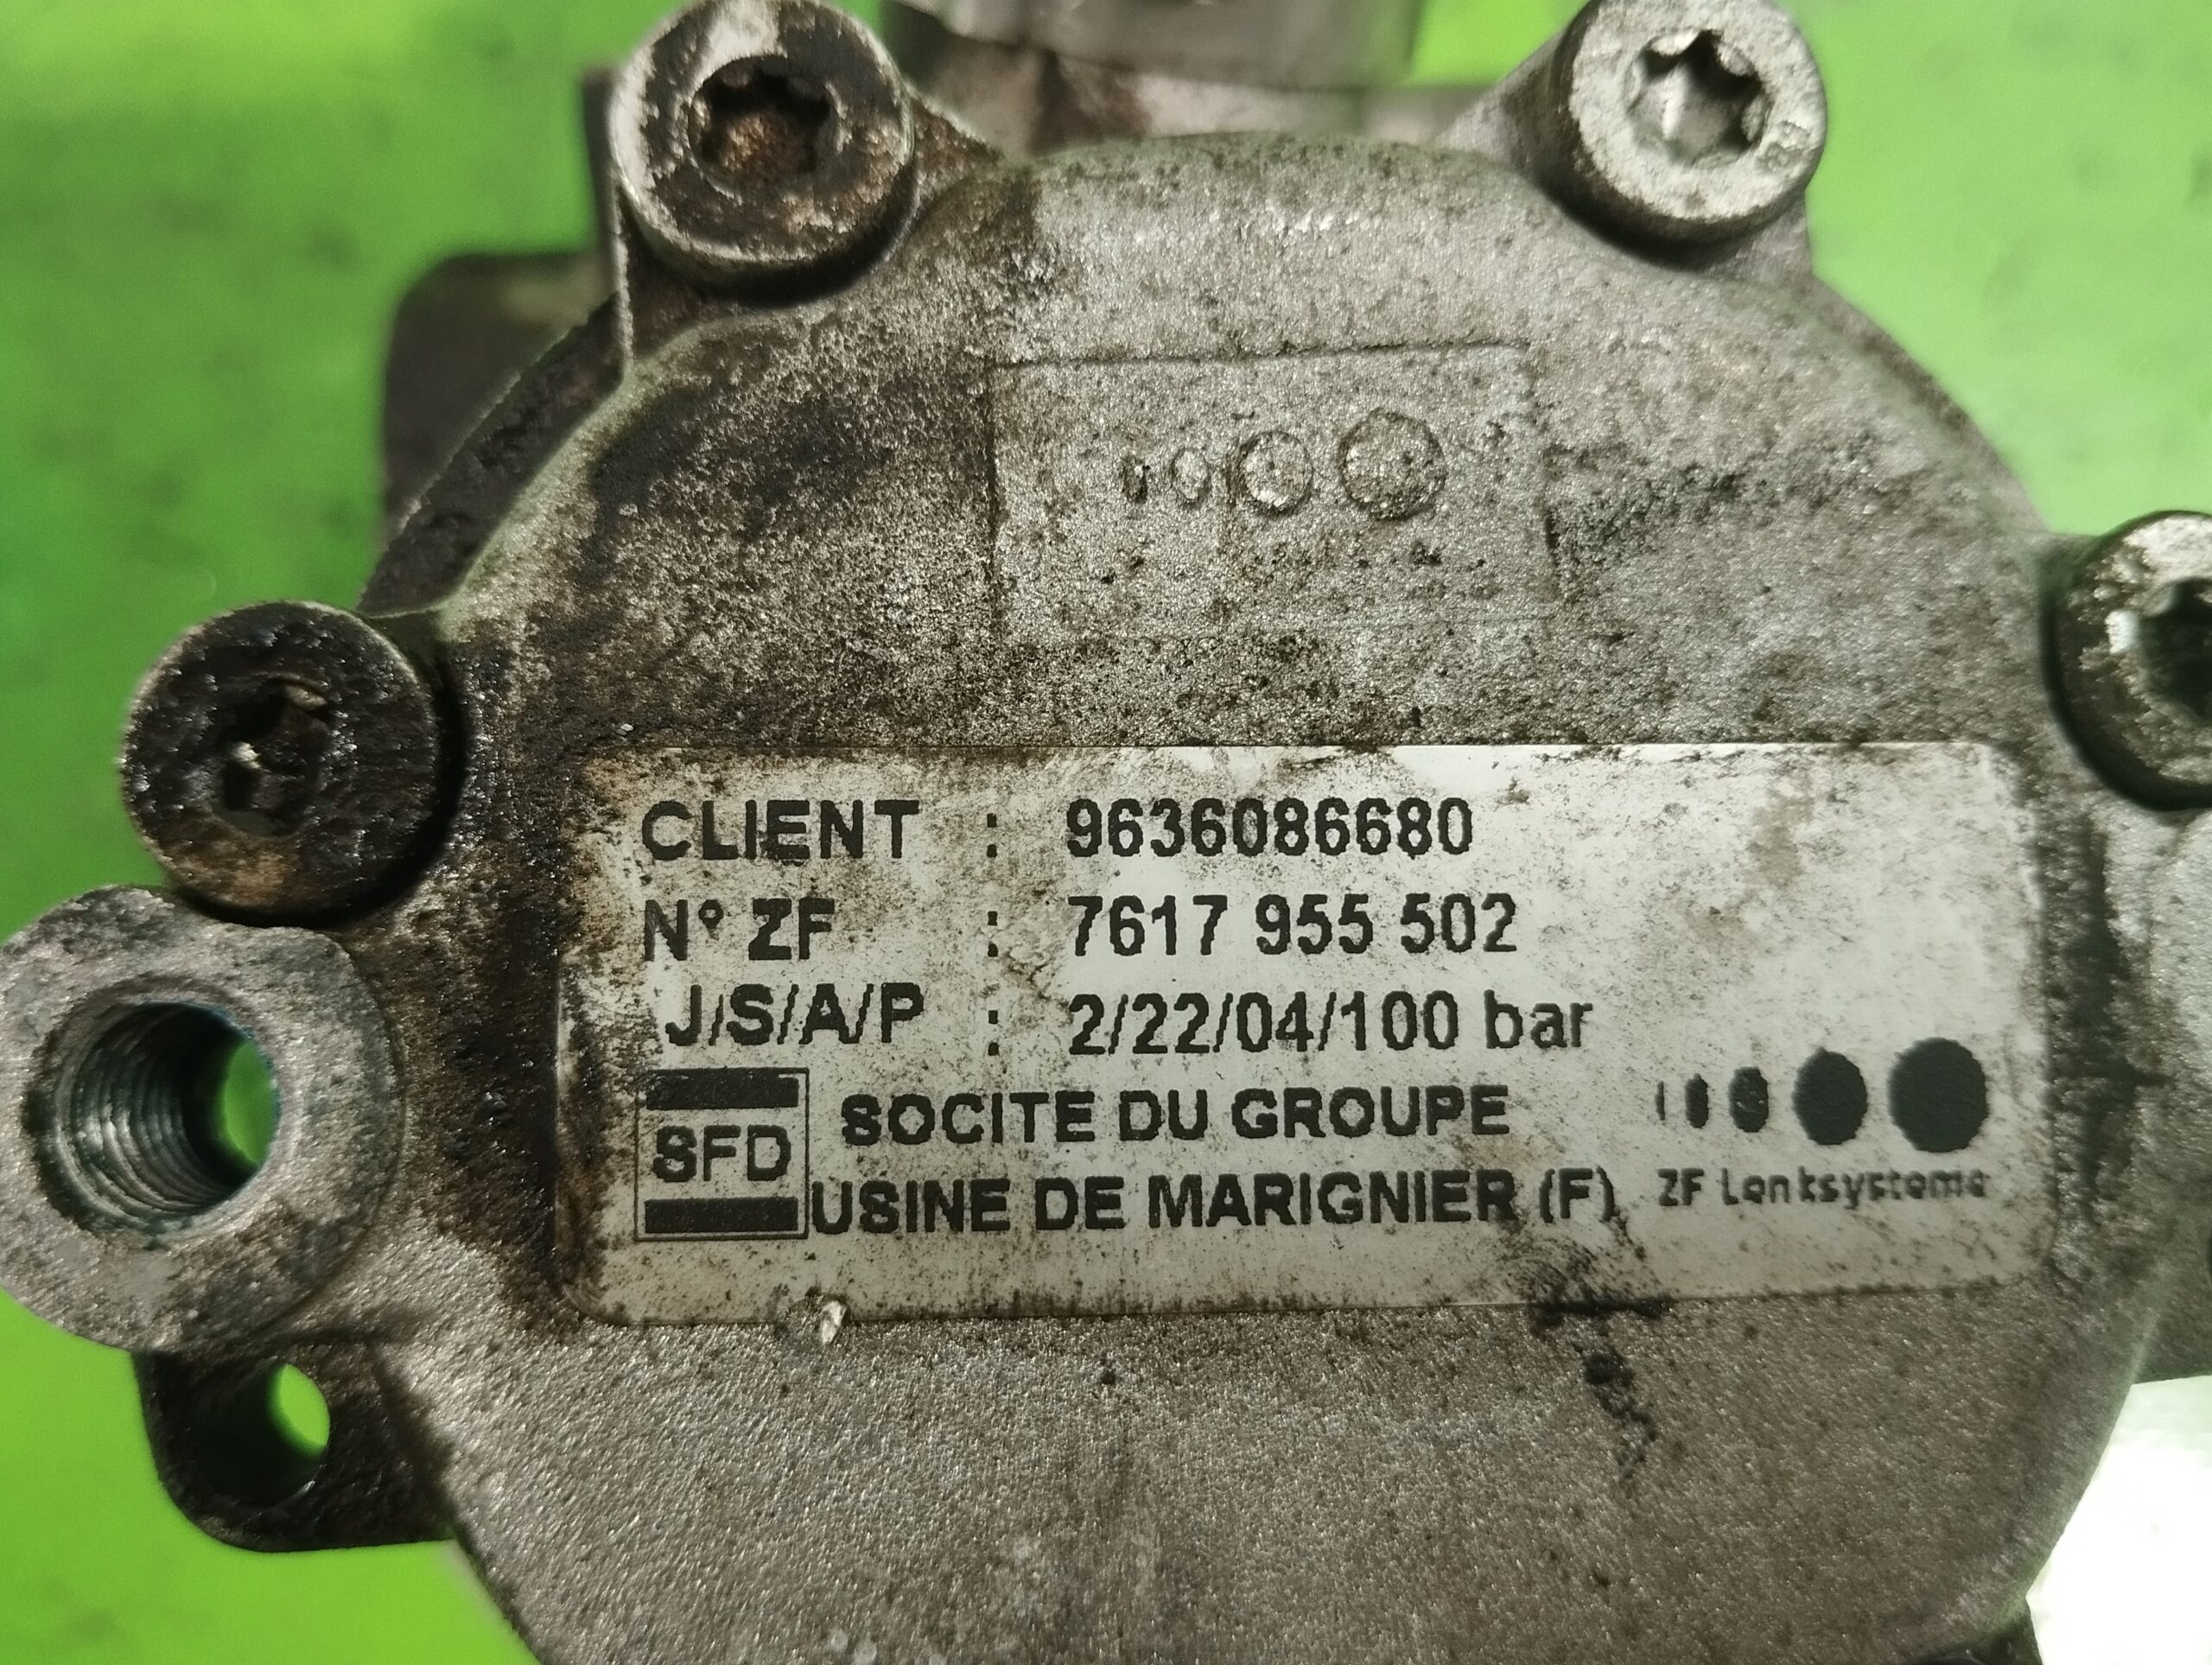 CLIENT : 9636086680
N° ZF : 7617 955 502
J/S/A/P : 2/22/04/100 bar
SFD
SOCITE DU GROUPE
USINE DE MARIGNIER (F)
ZF Lenksysteme